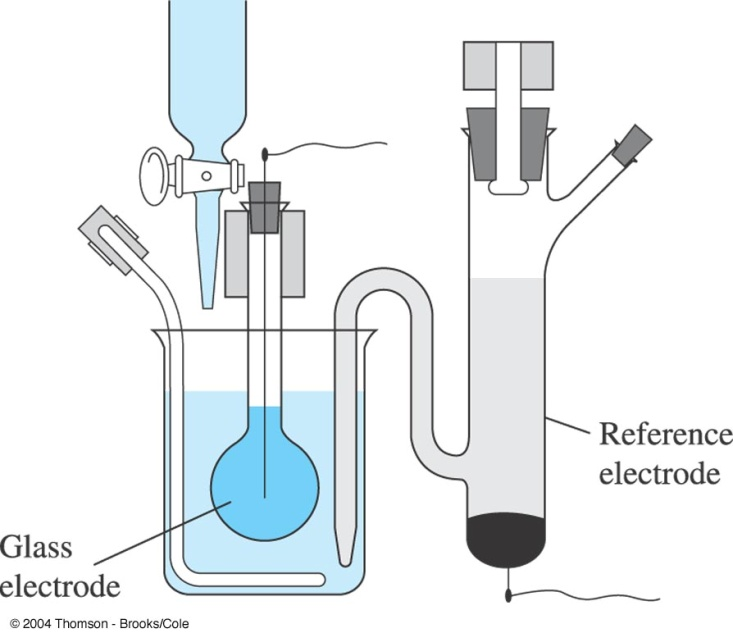 Reference
electrode
Glass
electrode
© 2004 Thomson - Brooks/Cole